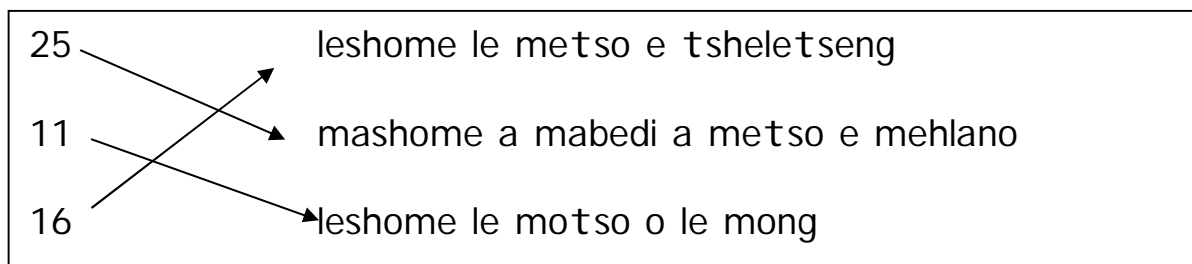 25 leshome le metso e tsheletseng
11 mashome a mabedi a metso e mehlano
16 leshome le motso o le mong